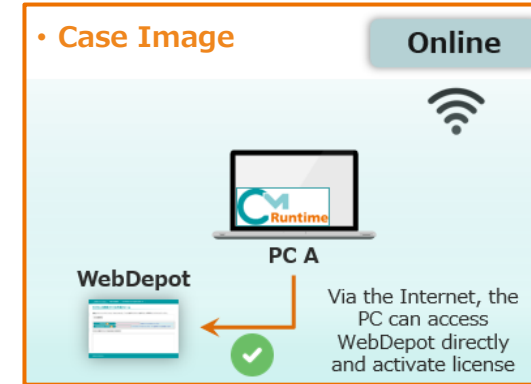 • Case Image
Online
CM
Runtime
PC A
WebDepot
Via the Internet, the
PC can access
WebDepot directly
and activate license